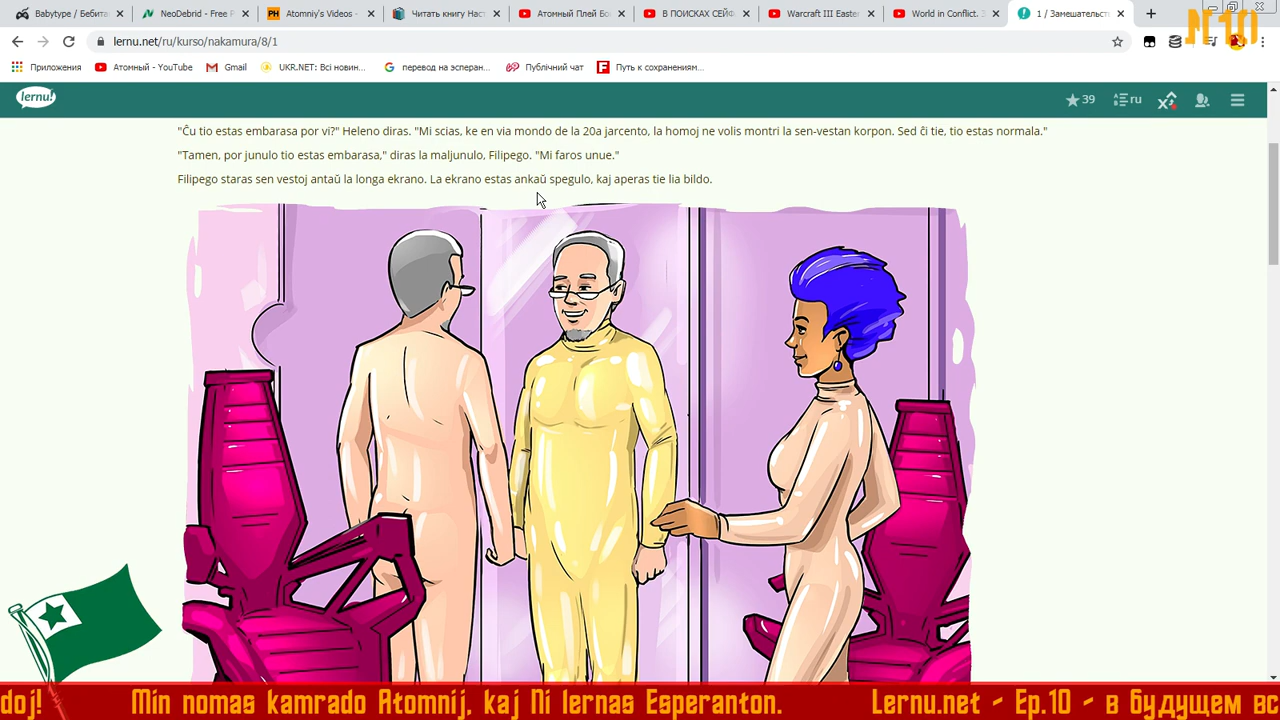 Babytype / Бебита
NeoDebrid - Free P
Atomniy's Videos -
Читать книгу Наст
Атомный Плей Бо
В ПОИСКАХ СЕЙФ
Warcraft III Easter
World in Conflict. З
1 / Замешательст
N10
lernu.net/ru/kurso/nakamura/8/1
Приложения
Атомный - YouTube
Gmail
UKR.NET: Всі новин...
перевод на эсперан...
Публічний чат
Путь к сохранениям...
lernu!
39
ru
"Ĉu tio estas embarasa por vi?" Heleno diras. "Mi scias, ke en via mondo de la 20a jarcento, la homoj ne volis montri la sen-vestan korpon. Sed ĉi tie, tio estas normala."
"Tamen, por junulo tio estas embarasa," diras la maljunulo, Filipego. "Mi faros unue."
Filipego staras sen vestoj antaŭ la longa ekrano. La ekrano estas ankaŭ spegulo, kaj aperas tie lia bildo.
doj! Min nomas kamrado Atomnij, kaj Ni lernas Esperanton. Lernu.net - Ep.10 - в будущем вс